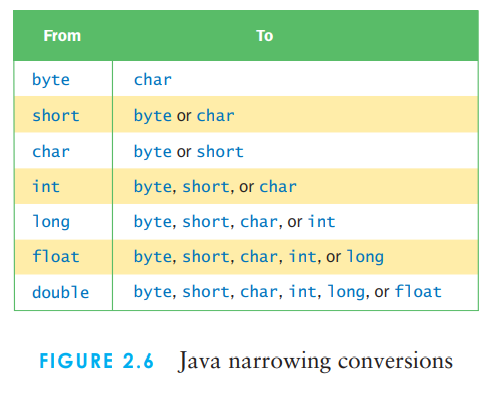 From To
byte char
short byte or char
char byte or short
int byte, short, or char
long byte, short, char, or int
float byte, short, char, int, or long
double byte, short, char, int, long, or float
FIGURE 2.6 Java narrowing conversions